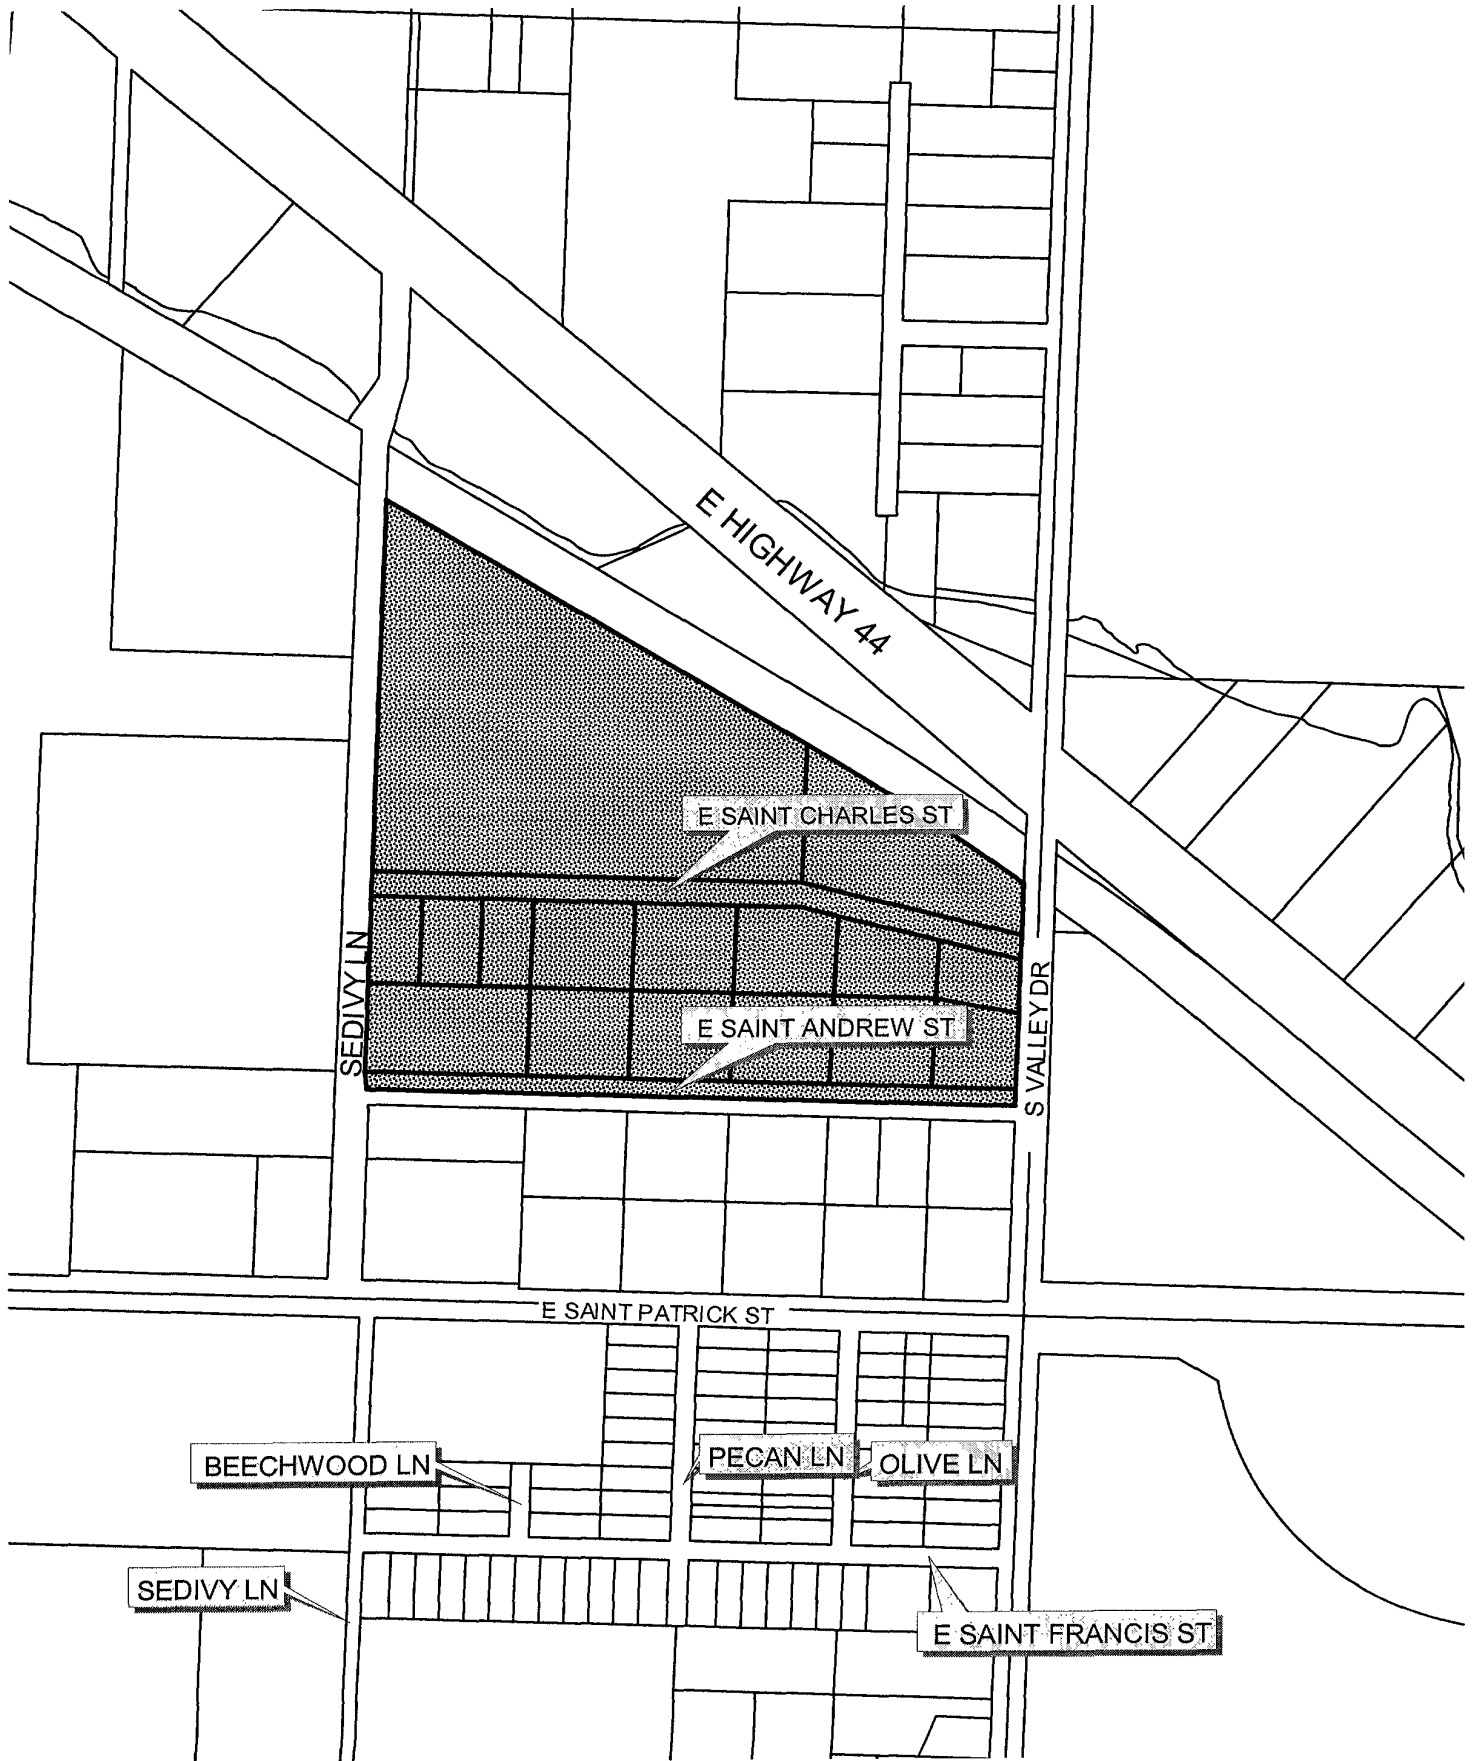 E HIGHWAY 44
E SAINT CHARLES ST
SEDIVY LN
E SAINT ANDREW ST
S VALLEY DR
E SAINT PATRICK ST
BEECHWOOD LN
PECAN LN
OLIVE LN
SEDIVY LN
E SAINT FRANCIS ST